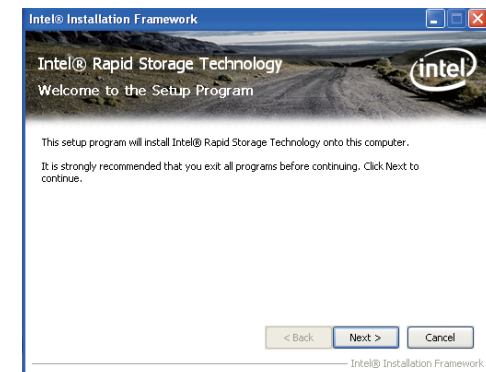 Intel® Installation Framework
Intel® Rapid Storage Technology
Welcome to the Setup Program
intel
This setup program will install Intel® Rapid Storage Technology onto this computer.
It is strongly recommended that you exit all programs before continuing. Click Next to
continue.
< Back
Next >
Cancel
Intel® Installation Framework